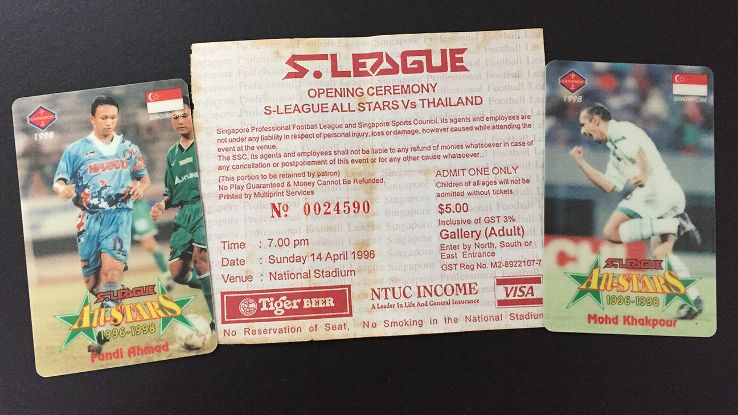 1998
SINGAPORE
S.LEAGUE
All-STARS
1996-1998
Fandi Ahmad
S.LEAGUE
OPENING CEREMONY
S-LEAGUE ALL STARS Vs THAILAND
Singapore Professional Football League and Singapore Sports Council, its agents and employees are
not under any liability in respect of personal injury, loss or damage, however caused while attending the
event at the venue.
The SSC, its agents and employees shall not be liable to any refund of monies whatsoever in case of
any cancellation or postponement of this event or for any other cause whatsoever.
(This portion to be retained by patron)
No Play Guaranteed & Money Cannot Be Refunded.
Printed by Multiprint Services
Nº 0024590
Time : 7.00 pm
Date : Sunday 14 April 1996
Venue : National Stadium
ADMIT ONE ONLY
Children of all ages will not be
admitted without tickets.
$5.00
Inclusive of GST 3%
Gallery (Adult)
Enter by North, South or
East Entrance
GST Reg No. M2-8922107-7
Tiger BEER
NTUC INCOME
A Leader In Life And General Insurance
VISA
No Reservation of Seat, No Smoking in the National Stadium
1998
SINGAPORE
S.LEAGUE
All-STARS
1996-1998
Mohd Khakpour